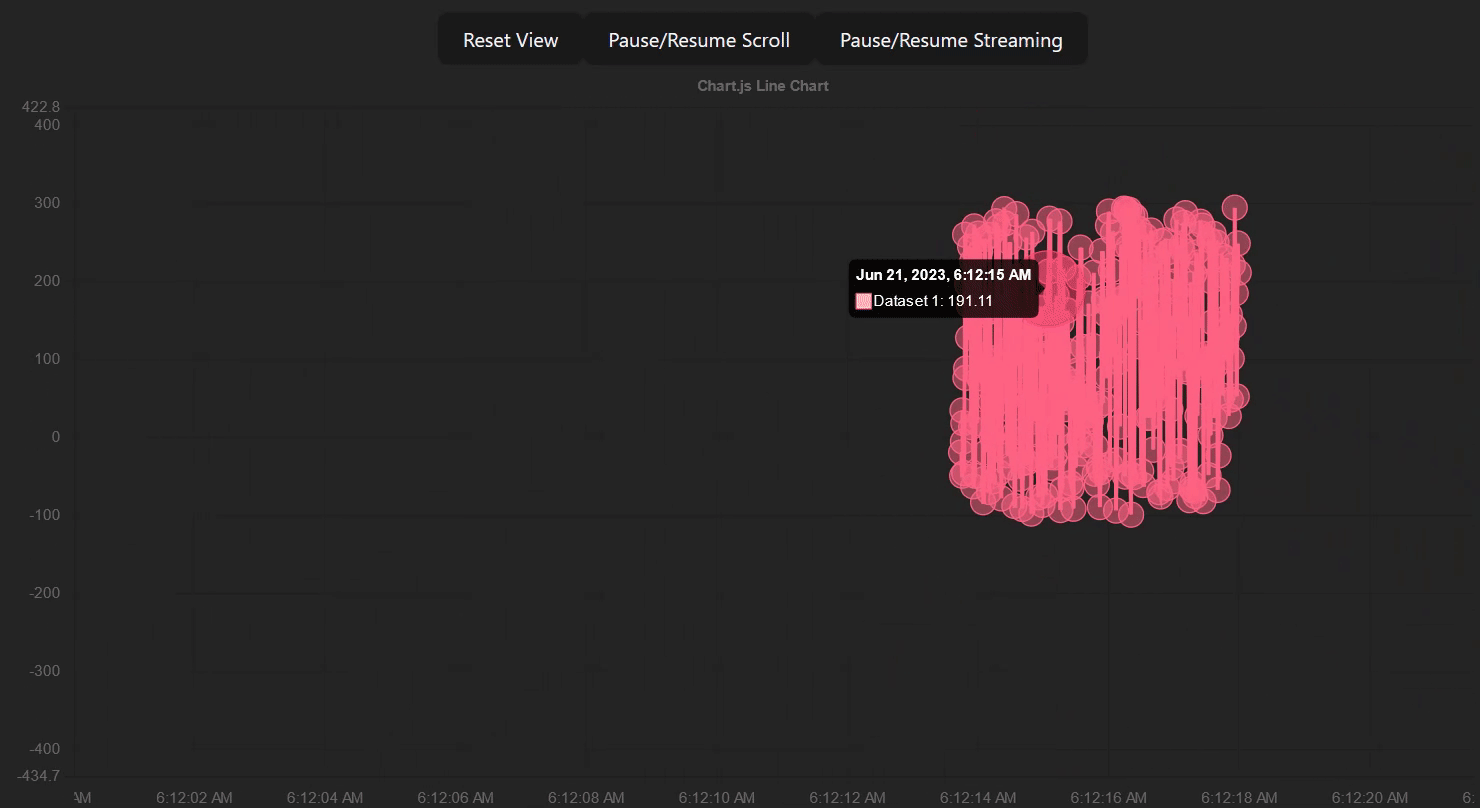 Reset View Pause/Resume Scroll Pause/Resume Streaming
Chart.js Line Chart
422.8
400
300
200
Jun 21, 2023, 6:12:15 AM
Dataset 1: 191.11
100
0
-100
-200
-300
-400
-434.7
AM 6:12:02 AM 6:12:04 AM 6:12:06 AM 6:12:08 AM 6:12:10 AM 6:12:12 AM 6:12:14 AM 6:12:16 AM 6:12:18 AM 6:12:20 AM 6: